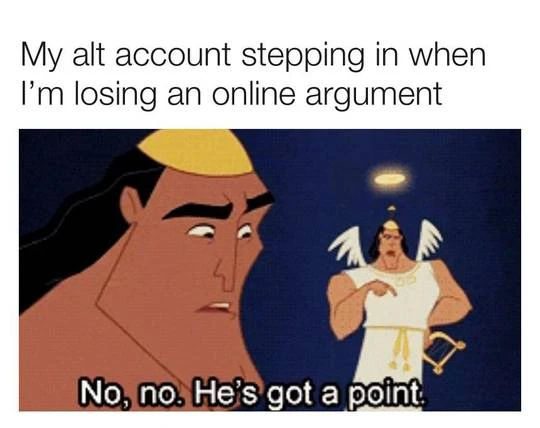 My alt account stepping in when
I’m losing an online argument
No, no. He's got a point.